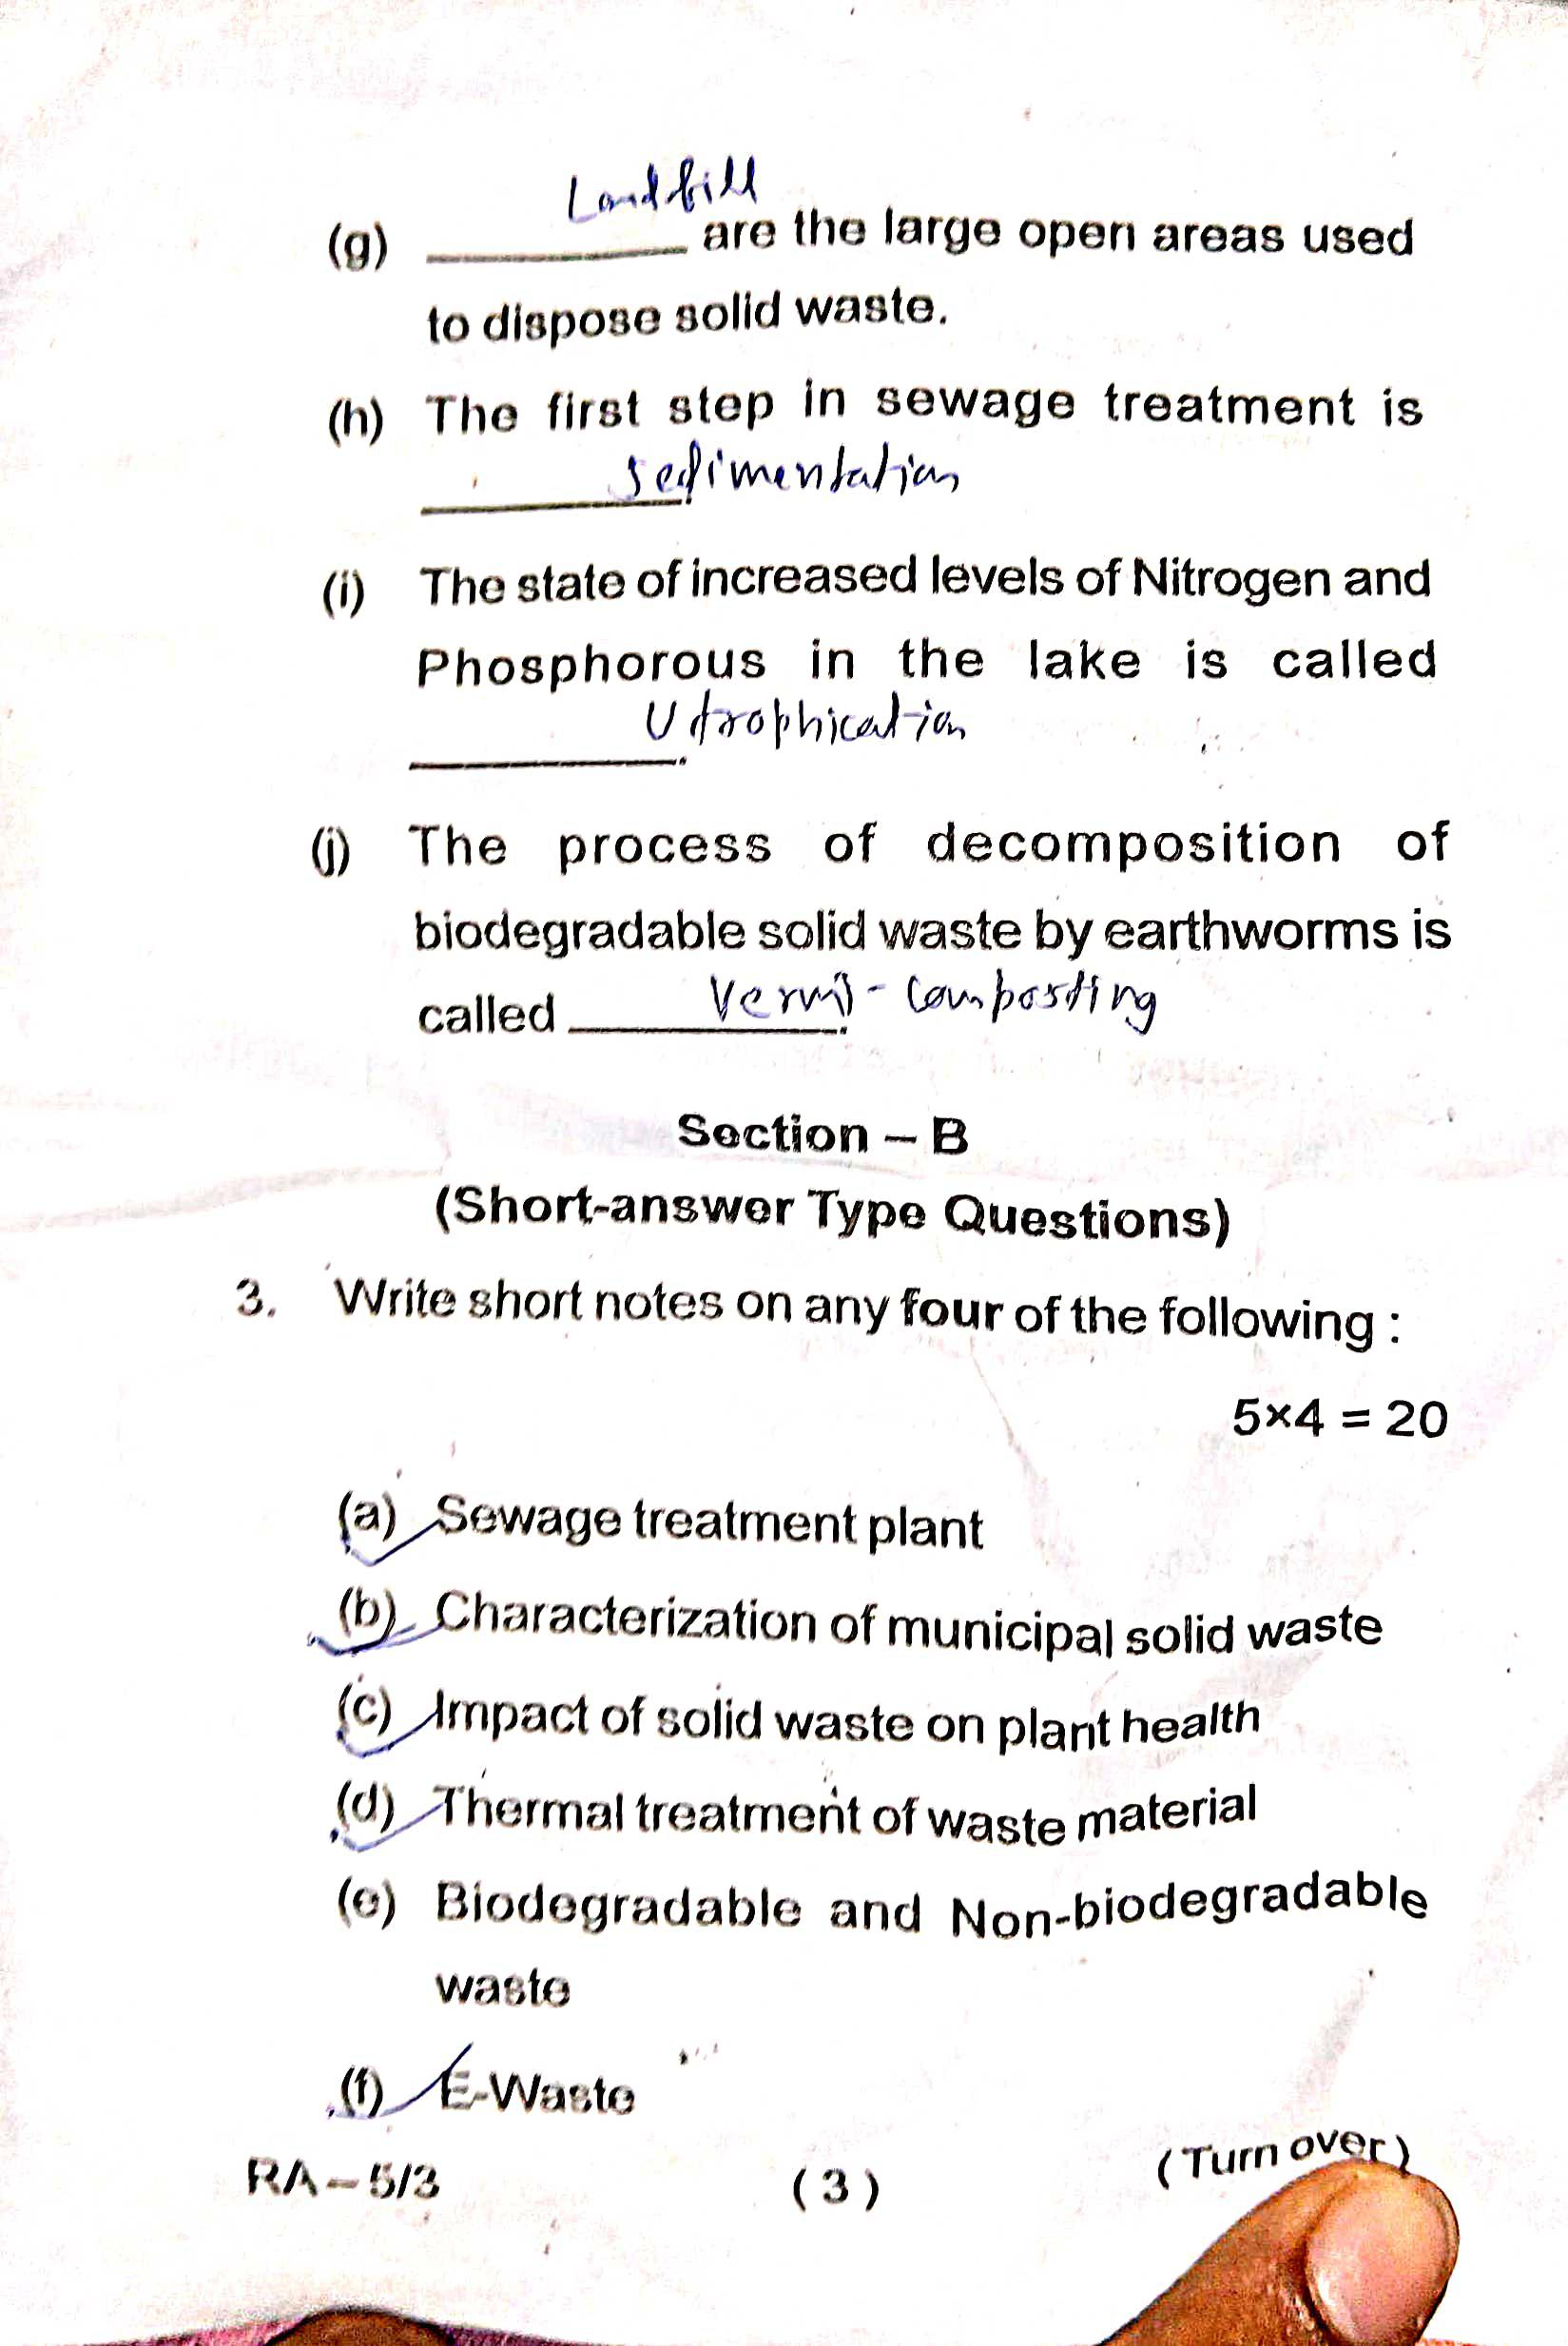 Landfill
(g) ________ are the large open areas used
to dispose solid waste.
(h) The first step in sewage treatment is
Sedimentation
________.
(i) The state of increased levels of Nitrogen and
Phosphorous in the lake is called
Utrophication
________.
(j) The process of decomposition of
biodegradable solid waste by earthworms is
called ________. Vermi-composting
Section – B
(Short-answer Type Questions)
3. Write short notes on any four of the following :
5×4 = 20
(a) Sewage treatment plant
(b) Characterization of municipal solid waste
(c) Impact of solid waste on plant health
(d) Thermal treatment of waste material
(e) Biodegradable and Non-biodegradable
waste
(f) E-Waste
RA – 5/3 (3) (Turn over)